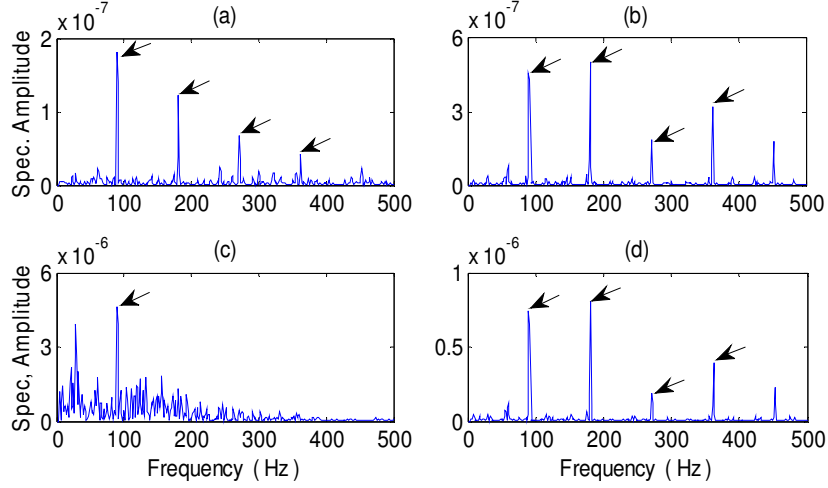 (a)
(b)
x 10^-7
x 10^-7
2
1
0
Spec. Amplitude
0 100 200 300 400 500
6
3
0
0 100 200 300 400 500
(c)
(d)
x 10^-6
x 10^-6
6
3
0
Spec, Amplitude
0 100 200 300 400 500
Frequency ( Hz)
1
0.5
0
0 100 200 300 400 500
Frequency ( Hz)